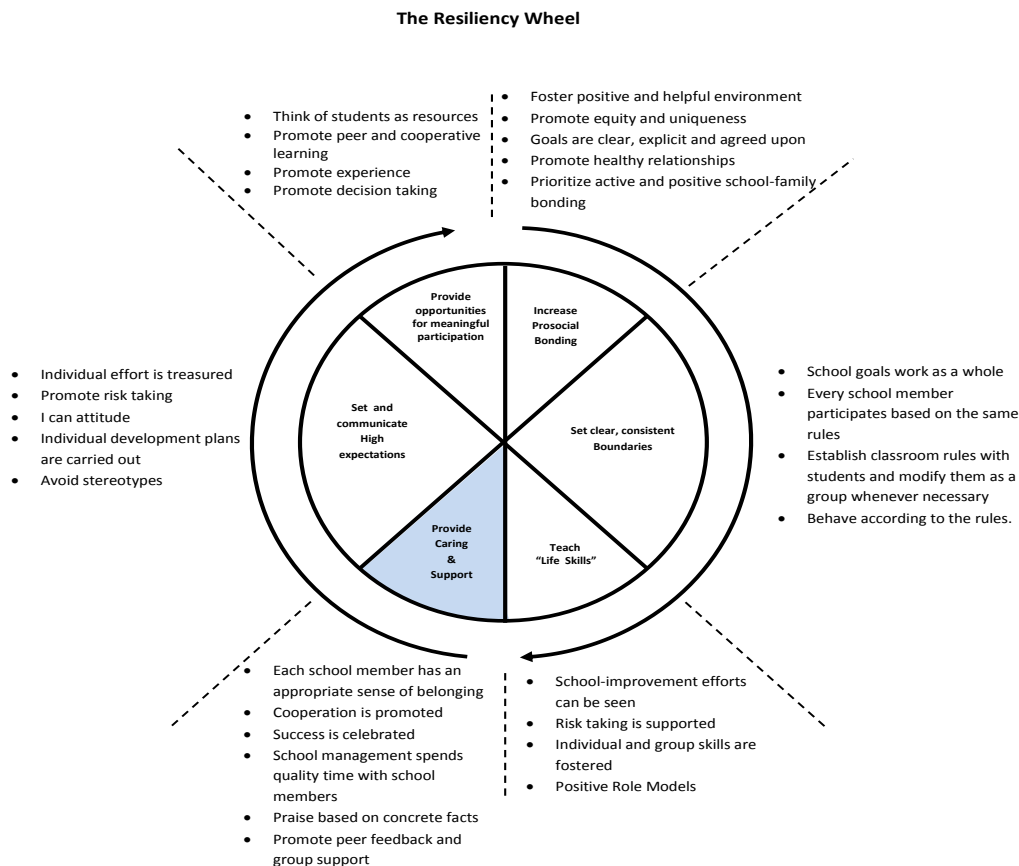 The Resiliency Wheel
• Think of students as resources
• Promote peer and cooperative
learning
• Promote experience
• Promote decision taking
• Foster positive and helpful environment
• Promote equity and uniqueness
• Goals are clear, explicit and agreed upon
• Promote healthy relationships
• Prioritize active and positive school-family
bonding
Provide
opportunities
for meaningful
participation
Increase
Prosocial
Bonding
• Individual effort is treasured
• Promote risk taking
• I can attitude
• Individual development plans
are carried out
• Avoid stereotypes
Set and
communicate
High
expectations
Set clear, consistent
Boundaries
• School goals work as a whole
• Every school member
participates based on the same
rules
• Establish classroom rules with
students and modify them as a
group whenever necessary
• Behave according to the rules.
Provide
Caring
&
Support
Teach
“Life Skills”
• Each school member has an
appropriate sense of belonging
• Cooperation is promoted
• Success is celebrated
• School management spends
quality time with school
members
• Praise based on concrete facts
• Promote peer feedback and
group support
• School-improvement efforts
can be seen
• Risk taking is supported
• Individual and group skills are
fostered
• Positive Role Models